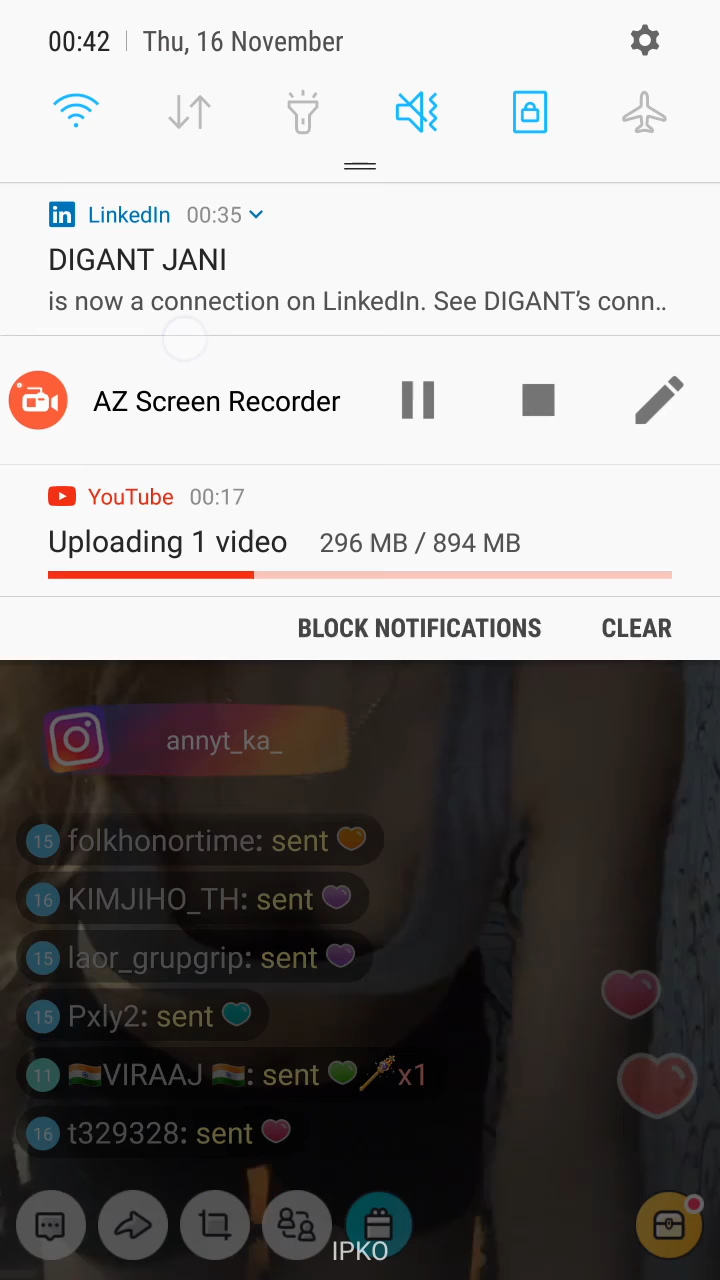 00:42 | Thu, 16 November
LinkedIn 00:35
DIGANT JANI
is now a connection on LinkedIn. See DIGANT’s conn..
AZ Screen Recorder
YouTube 00:17
Uploading 1 video 296 MB / 894 MB
BLOCK NOTIFICATIONS CLEAR
annyt_ka_
15 folkhonortime: sent 🧡
16 KIMJIHO_TH: sent 💜
15 laor_grupgrip: sent 💜
15 Pxly2: sent
11 🇮🇳VIRAAJ 🇮🇳: sent 💚 x1
16 t329328: sent
IPKO